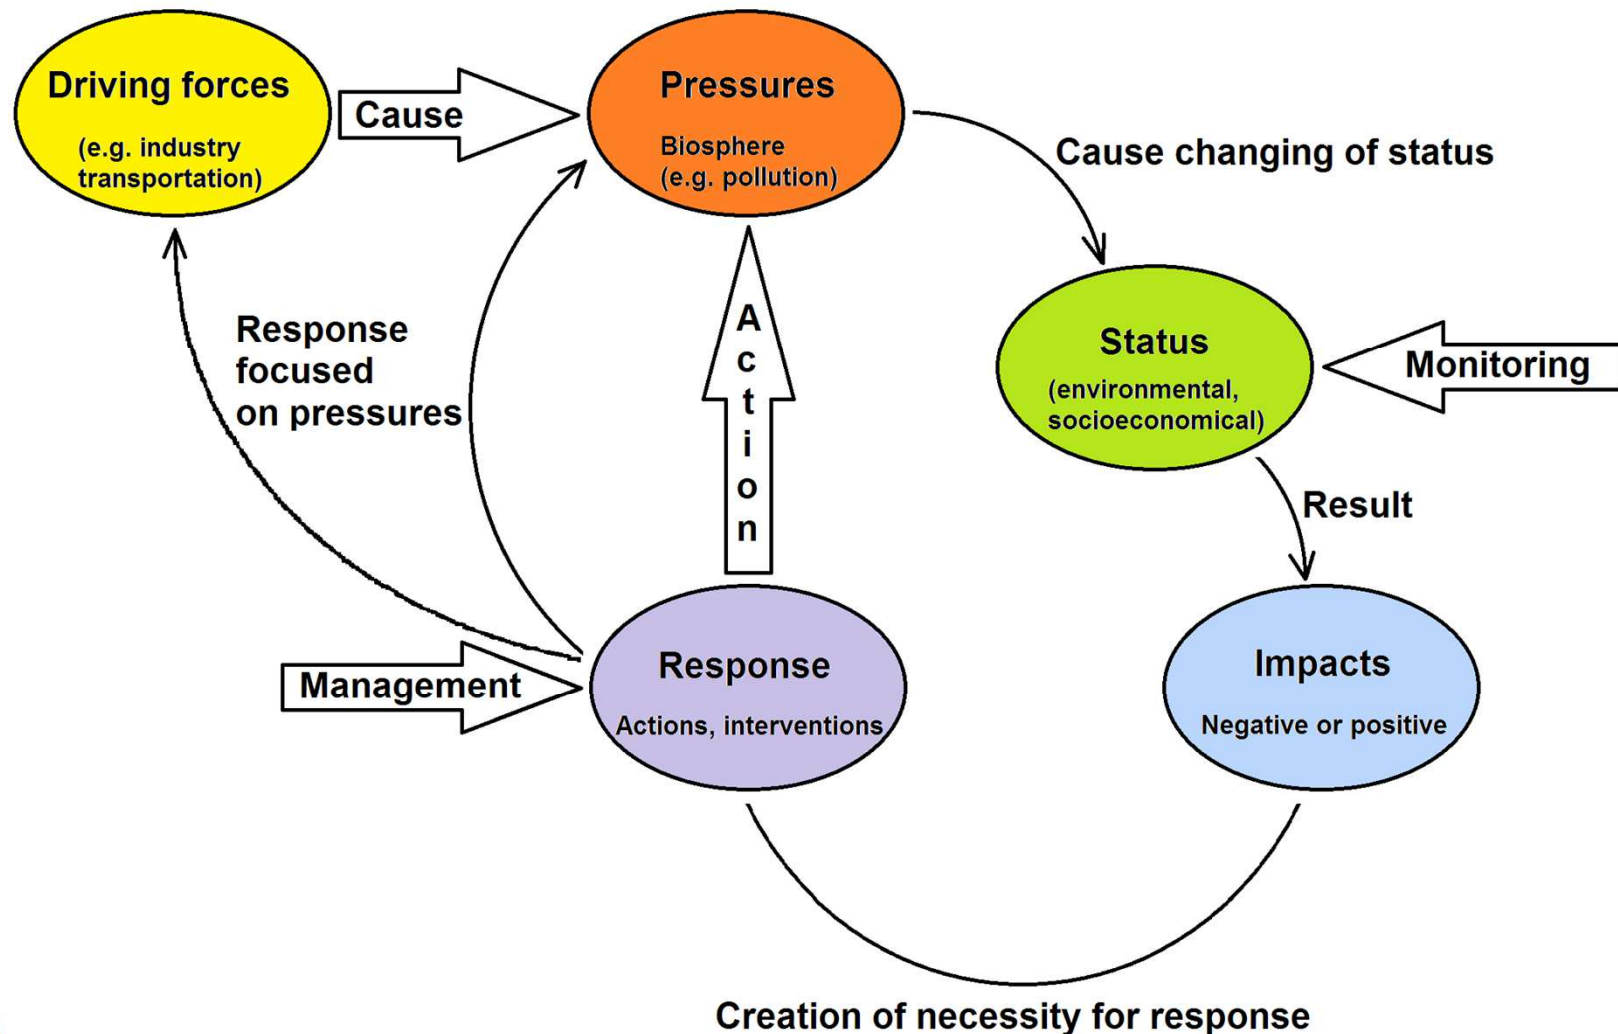 Driving forces
(e.g. industry
transportation)
Cause
Pressures
Biosphere
(e.g. pollution)
Cause changing of status
Response
focused
on pressures
Action
Status
(environmental,
socioeconomical)
Monitoring
Result
Management
Response
Actions, interventions
Impacts
Negative or positive
Creation of necessity for response